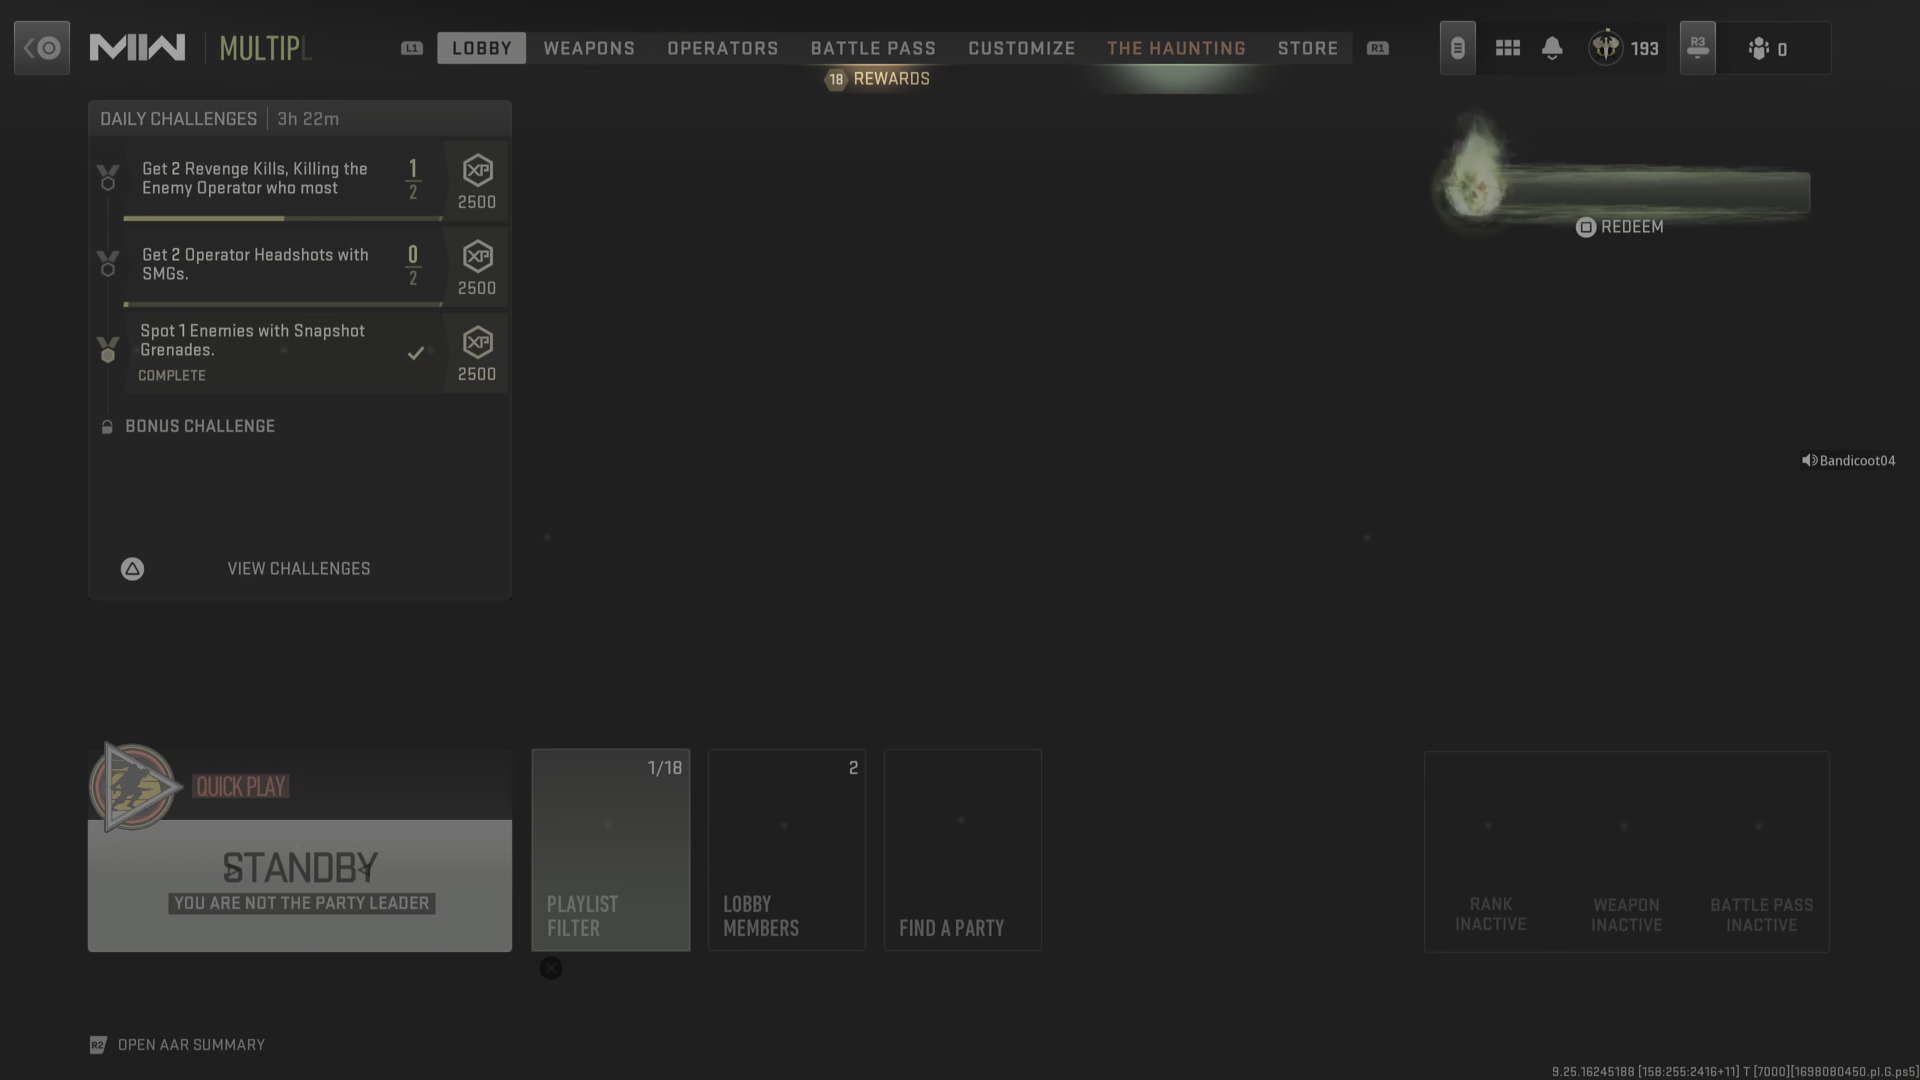 MW MULTIPL
L1 LOBBY WEAPONS OPERATORS BATTLE PASS CUSTOMIZE THE HAUNTING STORE R1
193
R3
0
18 REWARDS
DAILY CHALLENGES 3h 22m
Get 2 Revenge Kills, Killing the
Enemy Operator who most
1
2
XP
2500
Get 2 Operator Headshots with
SMGs.
0
2
XP
2500
Spot 1 Enemies with Snapshot
Grenades.
COMPLETE
XP
2500
BONUS CHALLENGE
VIEW CHALLENGES
REDEEM
Bandicoot04
QUICK PLAY
STANDBY
YOU ARE NOT THE PARTY LEADER
1/18
PLAYLIST
FILTER
2
LOBBY
MEMBERS
FIND A PARTY
RANK
INACTIVE
WEAPON
INACTIVE
BATTLE PASS
INACTIVE
R2 OPEN AAR SUMMARY
9.25.16245188 [158:255:2416+11] T [7000][1698080450.pl.G.ps5]